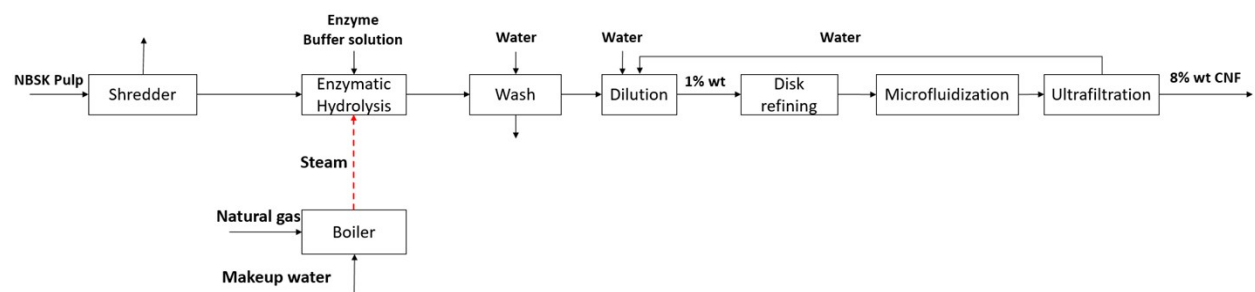 Enzyme
Buffer solution
Water
Water
Water
NBSK Pulp
Shredder
Enzymatic
Hydrolysis
Wash
Dilution
1% wt
Disk
refining
Microfluidization
Ultrafiltration
8% wt CNF
Steam
Natural gas
Boiler
Makeup water